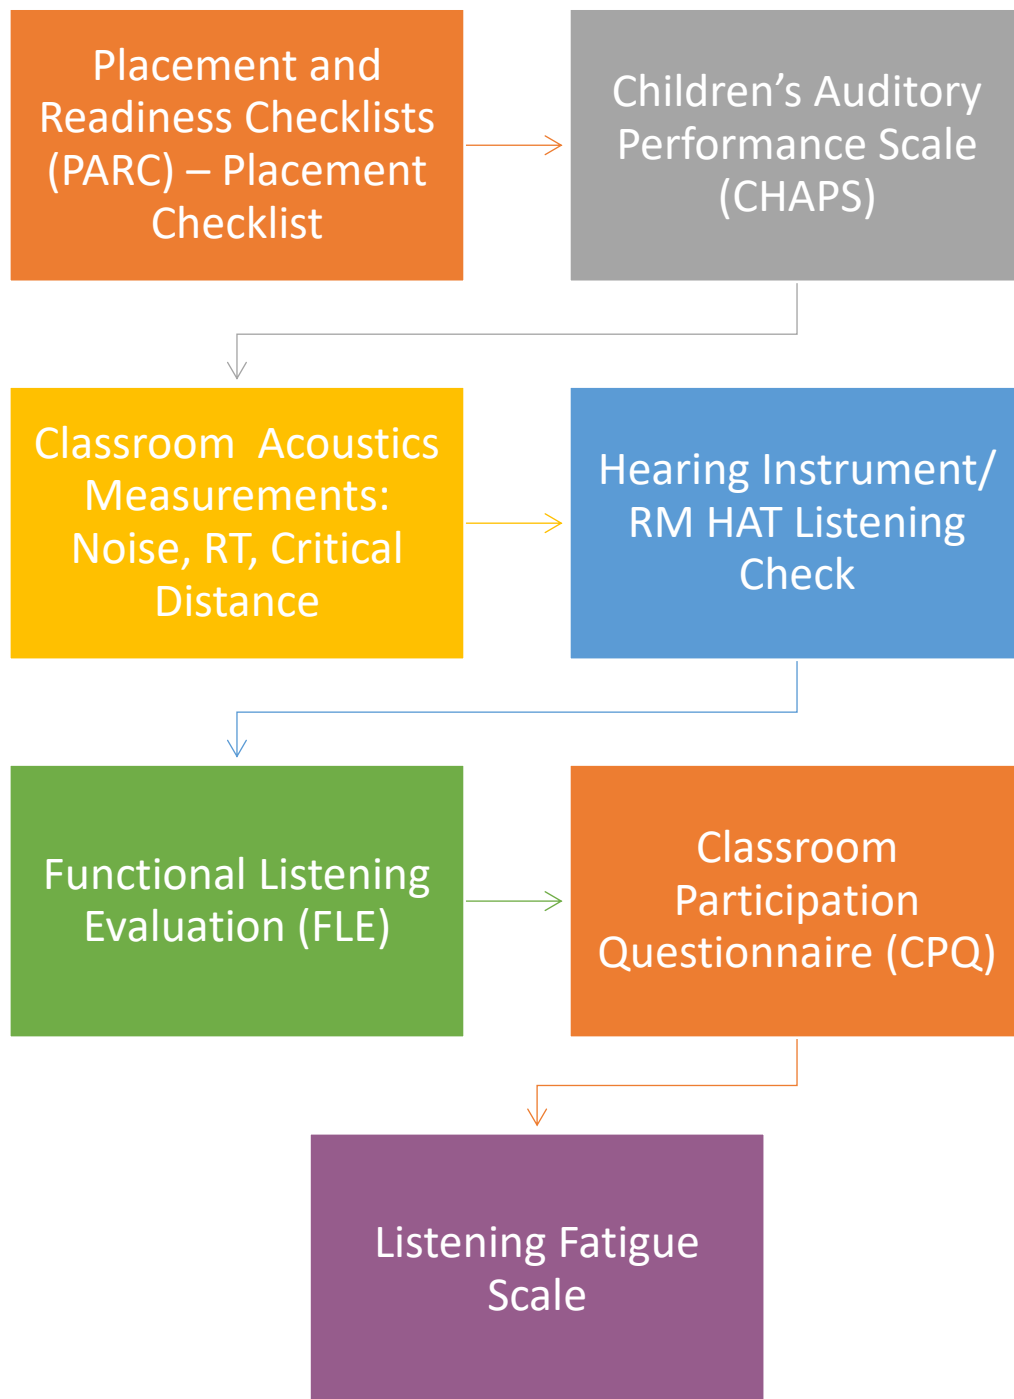 Placement and
Readiness Checklists
(PARC) – Placement
Checklist
Children’s Auditory
Performance Scale
(CHAPS)
Classroom  Acoustics
Measurements:
Noise, RT, Critical
Distance
Hearing Instrument/
RM HAT Listening
Check
Functional Listening
Evaluation (FLE)
Classroom
Participation
Questionnaire (CPQ)
Listening Fatigue
Scale